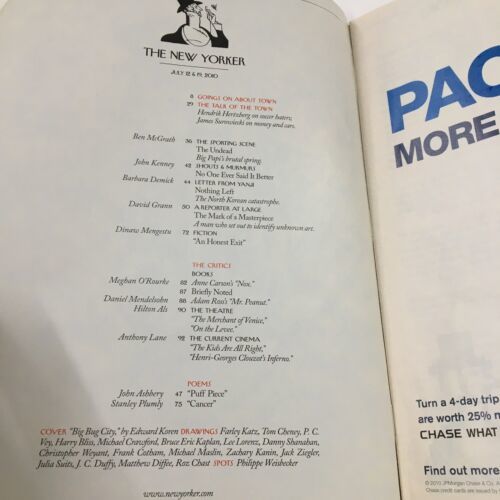 THE NEW YORKER
JULY 12 & 19, 2010
8 GOINGS ON ABOUT TOWN
29 THE TALK OF THE TOWN
Hendrik Hertzberg on soccer haters;
James Surowiecki on money and cars.
Ben McGrath 36 THE SPORTING SCENE
The Undead
Big Papi's brutal spring.
John Kenney 42 SHOUTS & MURMURS
No One Ever Said It Better
Barbara Demick 44 LETTER FROM YANJI
Nothing Left
The North Korean catastrophe.
David Grann 50 A REPORTER AT LARGE
The Mark of a Masterpiece
A man who set out to identify unknown art.
Dinaw Mengestu 72 FICTION
"An Honest Exit"
THE CRITICS
BOOKS
Meghan O'Rourke 82 Anne Carson's "Nox."
87 Briefly Noted
Daniel Mendelsohn 88 Adam Ross's "Mr. Peanut."
Hilton Als 90 THE THEATRE
"The Merchant of Venice,"
"On the Levee."
Anthony Lane 92 THE CURRENT CINEMA
"The Kids Are All Right,"
"Henri-Georges Clouzot's Inferno."
POEMS
John Ashbery 47 "Puff Piece"
Stanley Plumly 75 "Cancer"
COVER "Big Bug City," by Edward Koren DRAWINGS Farley Katz, Tom Cheney, P. C.
Vey, Harry Bliss, Michael Crawford, Bruce Eric Kaplan, Lee Lorenz, Danny Shanahan,
Christopher Weyant, Frank Cotham, Michael Maslin, Zachary Kanin, Jack Ziegler,
Julia Suits, J. C. Duffy, Matthew Diffee, Roz Chast SPOTS Philippe Weisbecker
www.newyorker.com
PAC
MORE
Turn a 4-day trip
are worth 25% m
CHASE WHAT
Find out more
© 2010 JPMorgan Chase & Co. A
Chase cards are issued by